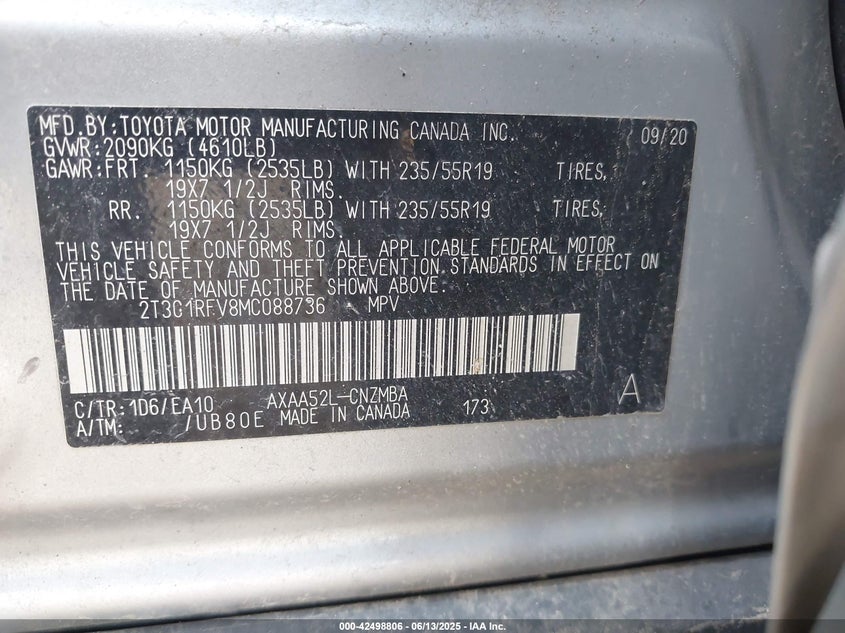 MFD.BY:TOYOTA MOTOR MANUFACTURING CANADA INC. 09/20
GVWR:2090KG (4610LB)
GAWR:FRT. 1150KG (2535LB) WITH 235/55R19 TIRES,
19X7 1/2J RIMS.
RR. 1150KG (2535LB) WITH 235/55R19 TIRES,
19X7 1/2J RIMS.
THIS VEHICLE CONFORMS TO ALL APPLICABLE FEDERAL MOTOR
VEHICLE SAFETY AND THEFT PREVENTION STANDARDS IN EFFECT ON
THE DATE OF MANUFACTURE SHOWN ABOVE.
2T3G1RFV8MC088736 MPV
C/TR:1D6/EA10 AXAA52L-CNZMBA 173 A
A/TM: /UB80E MADE IN CANADA
000-42498806 - 06/13/2025 - IAA Inc.